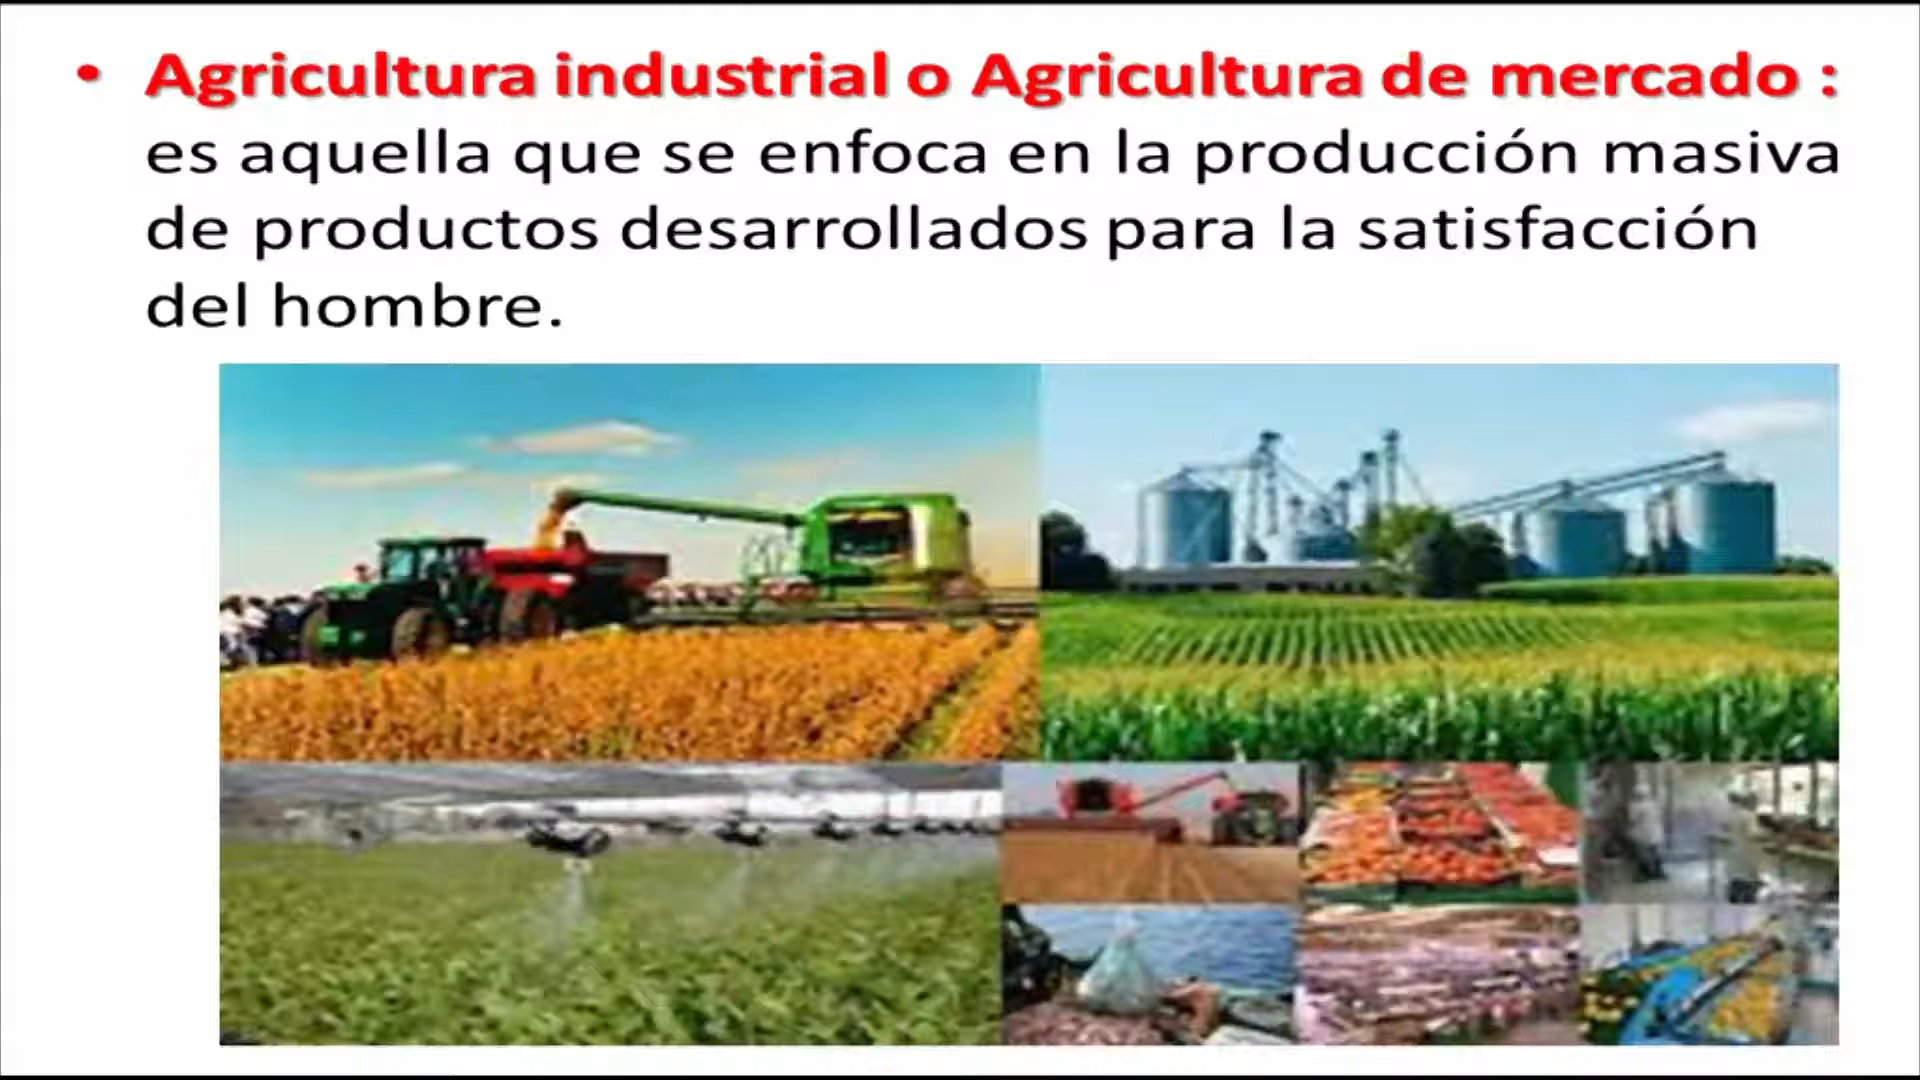 • Agricultura industrial o Agricultura de mercado :
es aquella que se enfoca en la producción masiva
de productos desarrollados para la satisfacción
del hombre.